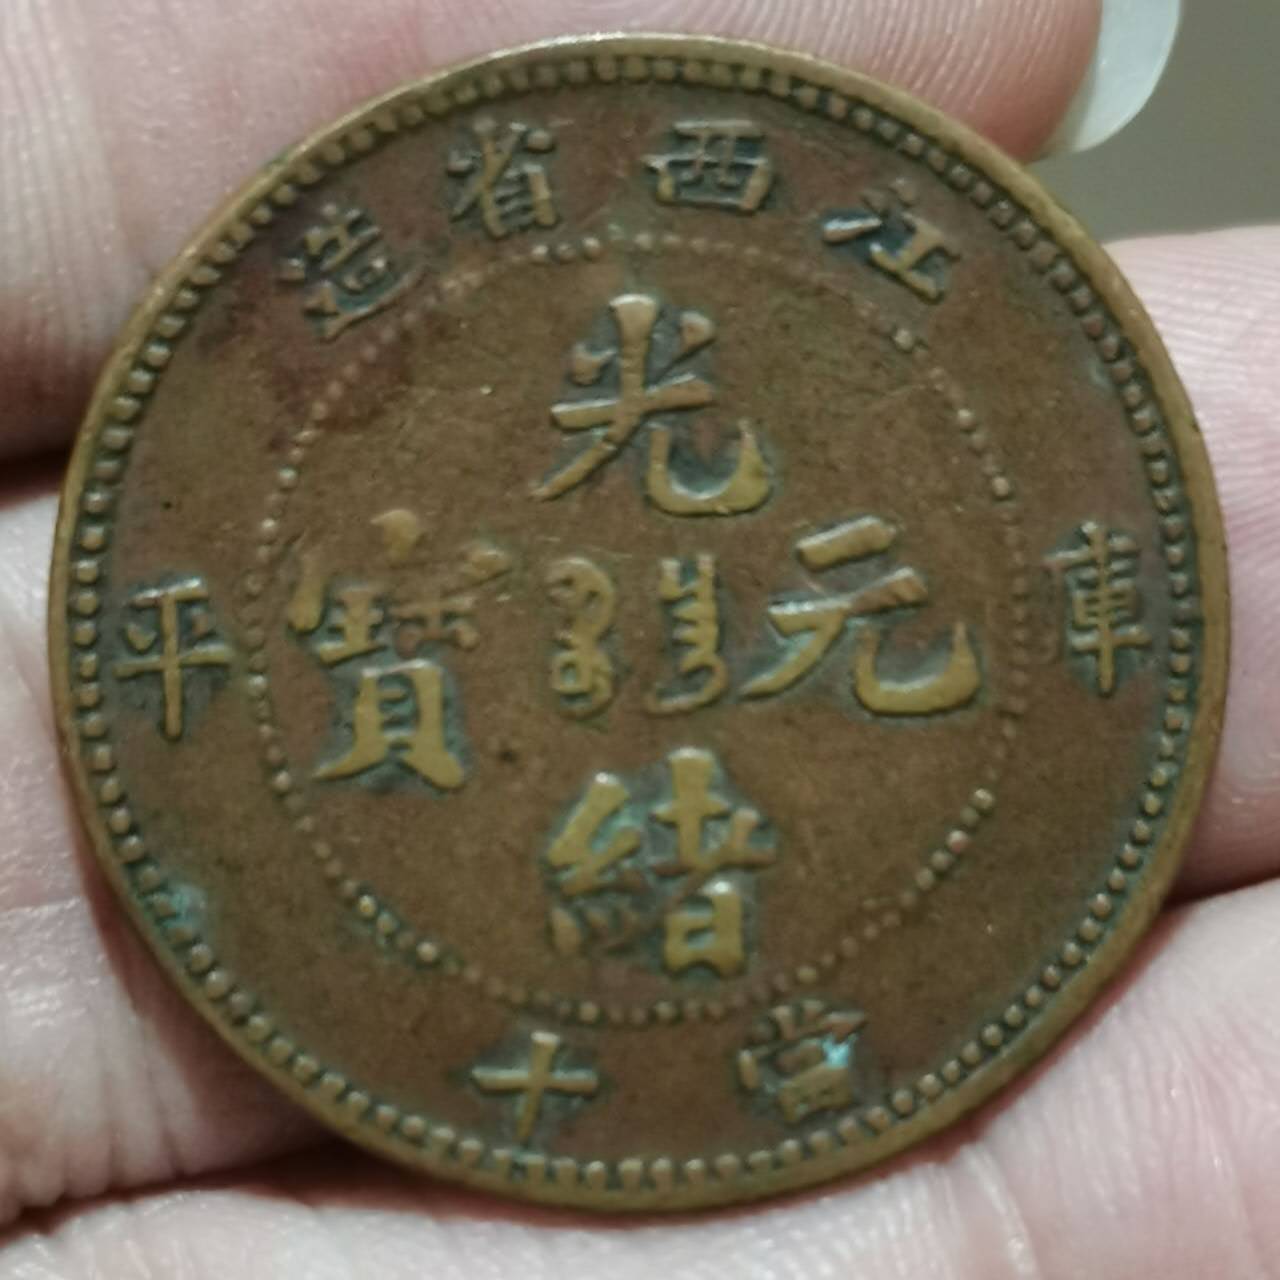 江西省造
光緒元寶
庫平
當十